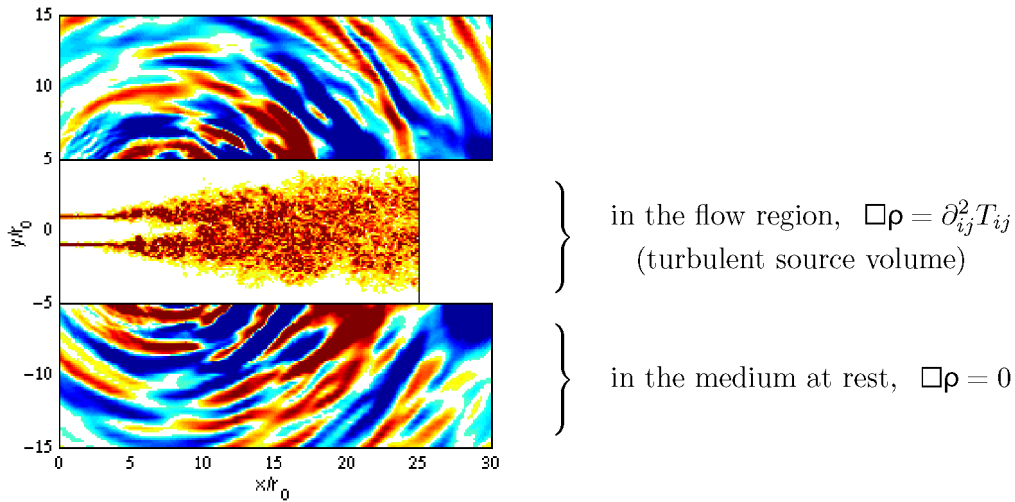 15
10
5
y/r₀
0
−5
−10
−15
0 5 10 15 20 25 30
x/r₀
in the flow region, □ρ = ∂²ᵢⱼTᵢⱼ
(turbulent source volume)
in the medium at rest, □ρ = 0